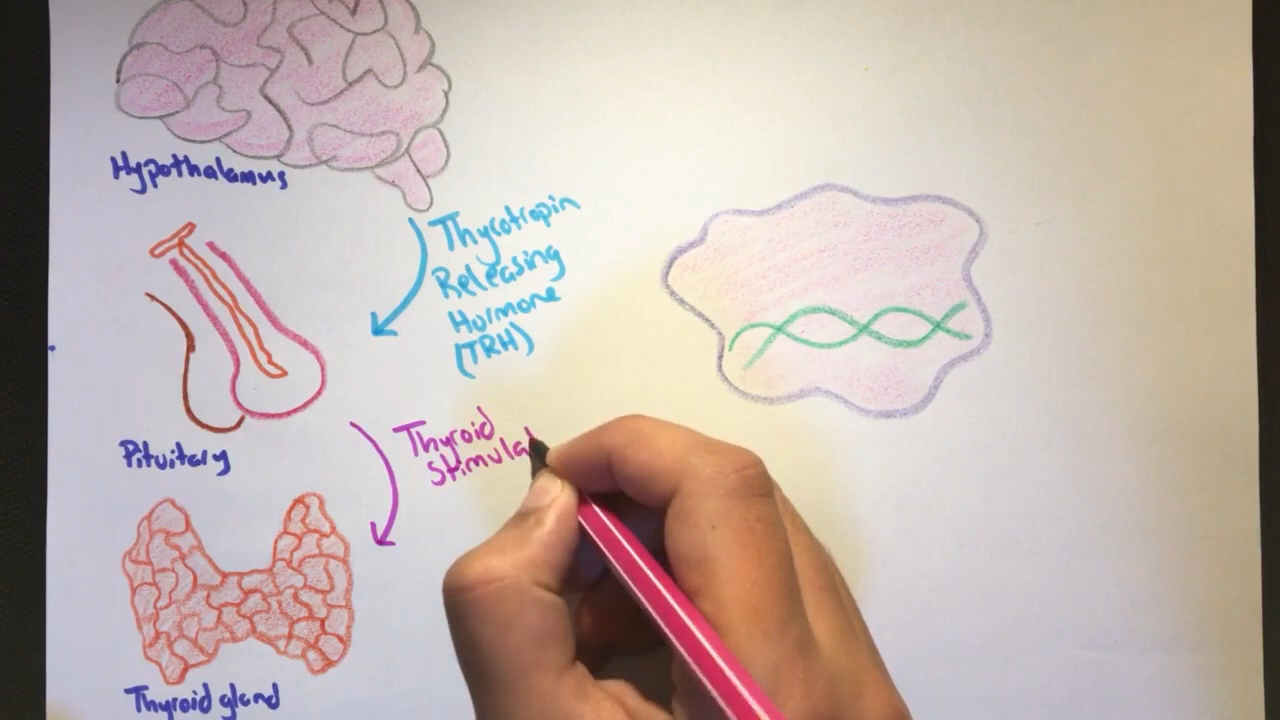 Hypothalamus
Thyrotropin
Releasing
Hormone
(TRH)
Pituitary
Thyroid
Stimula
Thyroid gland